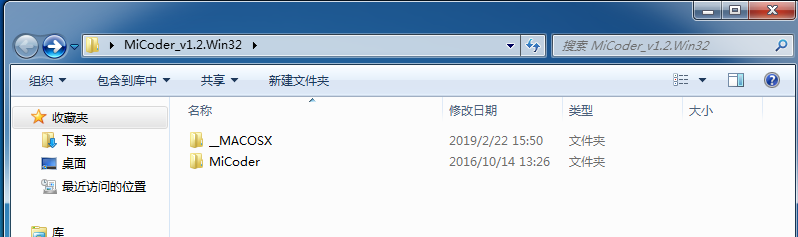 MiCoder_v1.2.Win32
搜索 MiCoder_v1.2.Win32
组织 包含到库中 共享 新建文件夹
名称 修改日期 类型 大小
收藏夹
下载
桌面
最近访问的位置
库
__MACOSX 2019/2/22 15:50 文件夹
MiCoder 2016/10/14 13:26 文件夹